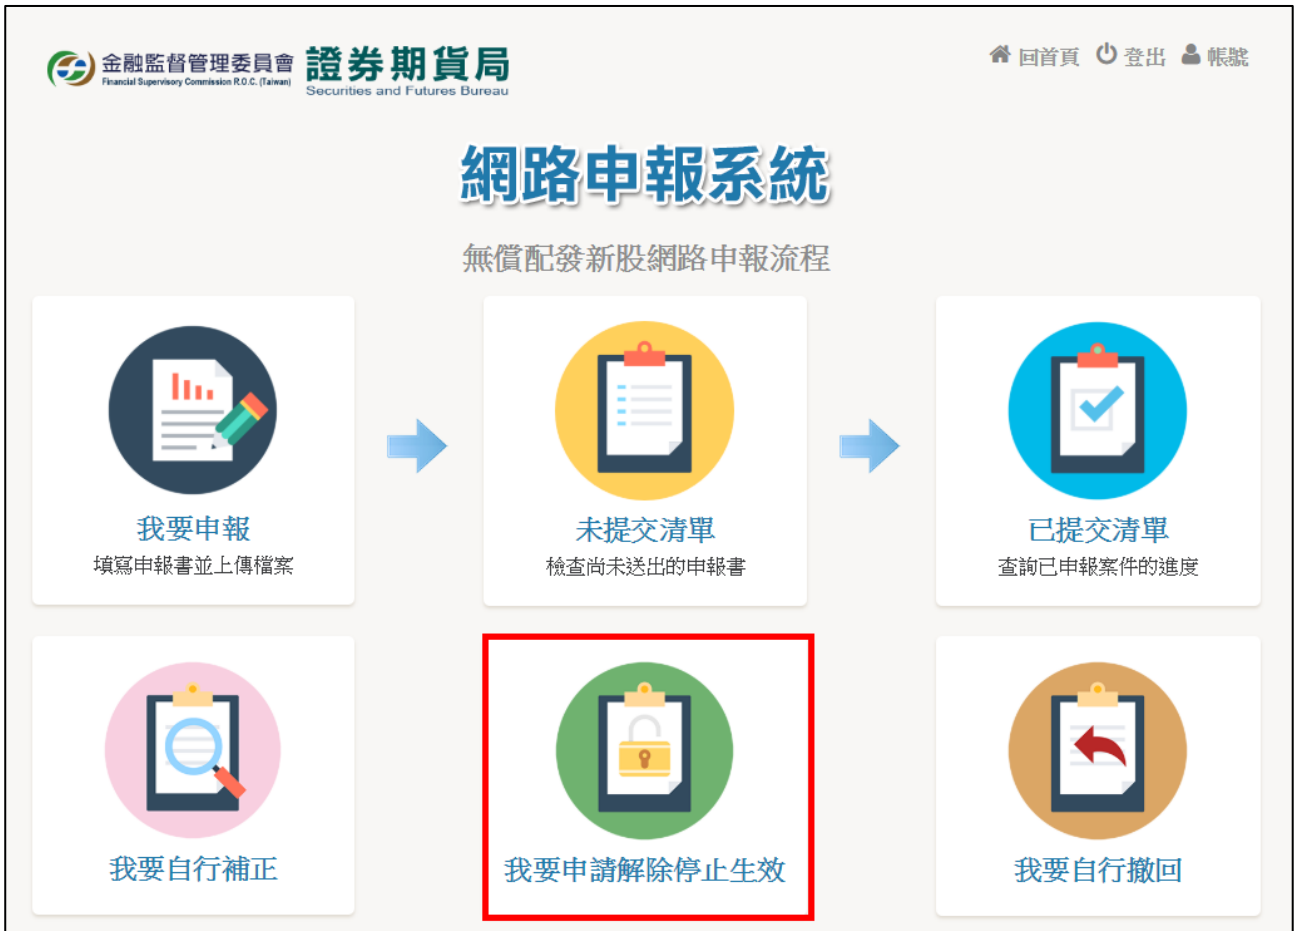 金融監督管理委員會 證券期貨局
Financial Supervisory Commission R.O.C. (Taiwan) Securities and Futures Bureau
回首頁 登出 帳號
網路申報系統
無償配發新股網路申報流程
我要申報
填寫申報書並上傳檔案
未提交清單
檢查尚未送出的申報書
已提交清單
查詢已申報案件的進度
我要自行補正
我要申請解除停止生效
我要自行撤回